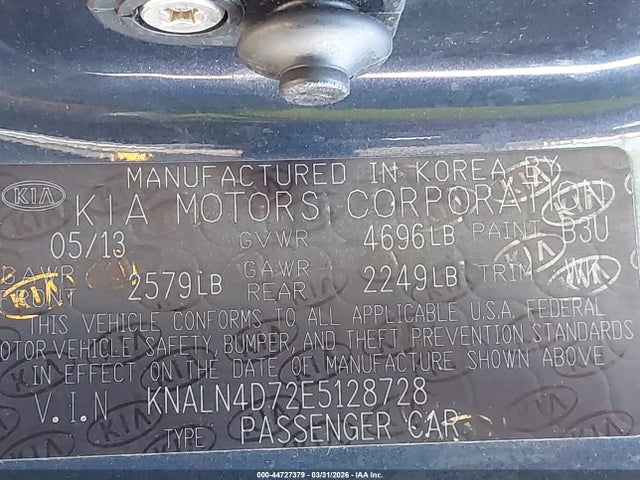 MANUFACTURED IN KOREA BY
KIA KIA MOTORS CORPORATION
05/13 GVWR 4696LB PAINT B3U
GAWR FRONT 2579LB GAWR REAR 2249LB TRIM WK
THIS VEHICLE CONFORMS TO ALL APPLICABLE U.S.A. FEDERAL
MOTOR VEHICLE SAFETY, BUMPER, AND THEFT PREVENTION STANDARDS
IN EFFECT ON THE DATE OF MANUFACTURE SHOWN ABOVE
V.I.N KNALN4D72E5128728
TYPE PASSENGER CAR
000-44727379 - 03/31/2026 - IAA Inc.